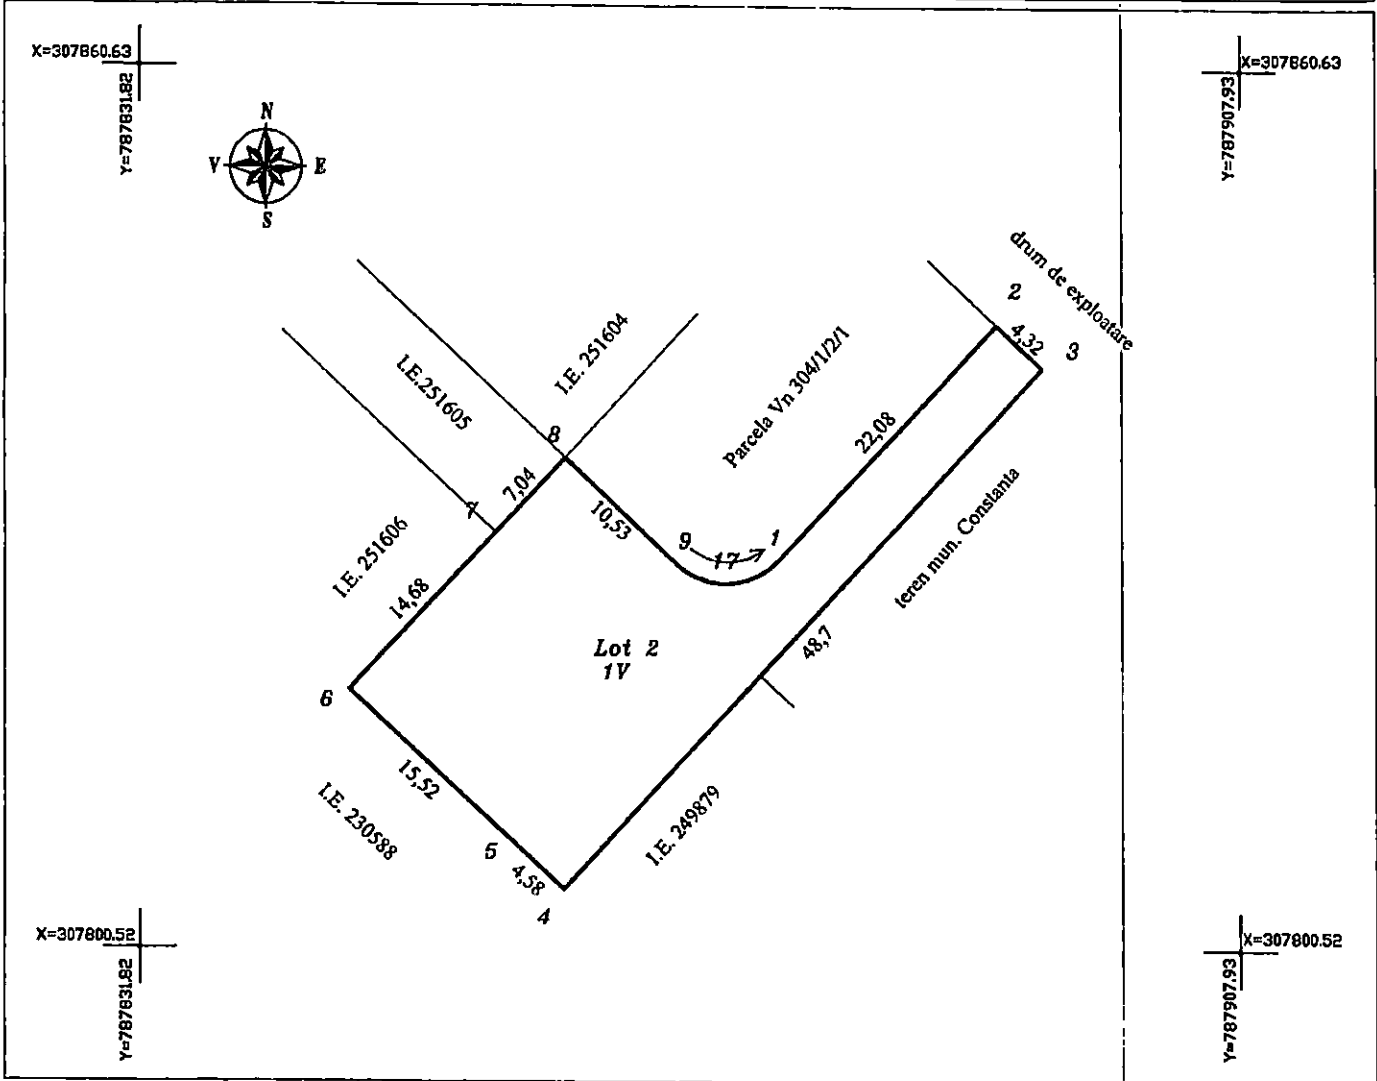 X=307860.63
Y=787831.82
X=307860.63
Y=787907.93
N
V
E
S
drum de exploatare
2
4,32
3
I.E. 251604
I.E.251605
Parcela Vn 304/1/2/1
22,08
8
7,04
7
10,53
9
17
1
I.E. 251606
14,68
teren mun. Constanta
48,7
Lot 2
1V
6
15,52
I.E. 230588
5
4,58
4
I.E. 249879
X=307800.52
Y=787831.82
X=307800.52
Y=787907.93